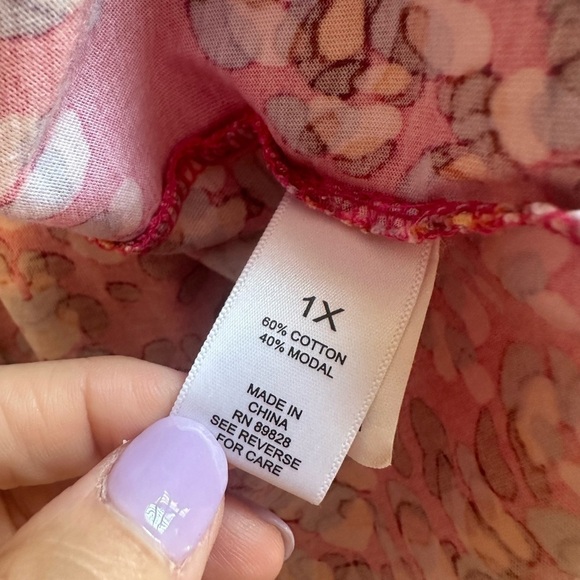 1X
60% COTTON
40% MODAL
MADE IN
CHINA
RN 89828
SEE REVERSE
FOR CARE